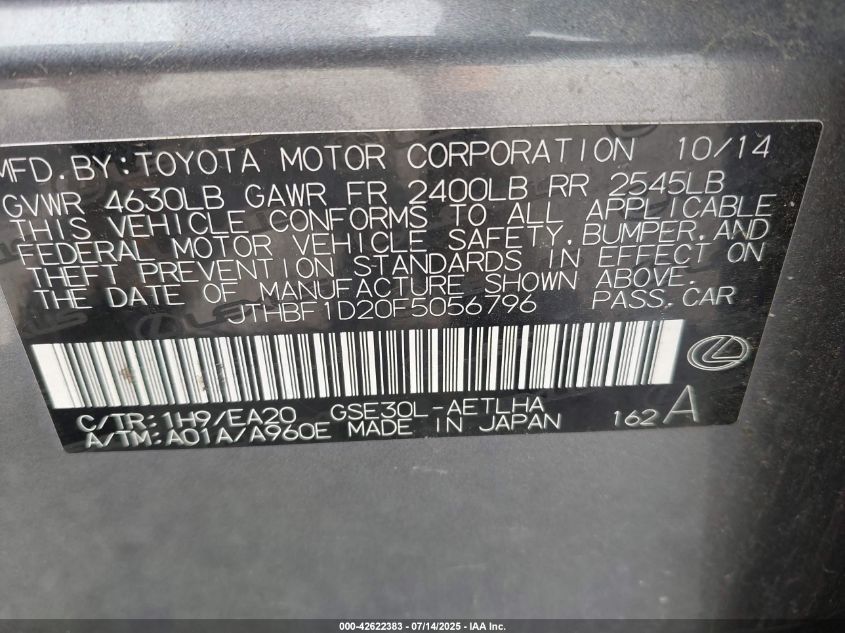 MFD. BY: TOYOTA MOTOR CORPORATION 10/14
GVWR 4630LB GAWR FR 2400LB RR 2545LB
THIS VEHICLE CONFORMS TO ALL APPLICABLE
FEDERAL MOTOR VEHICLE SAFETY, BUMPER, AND
THEFT PREVENTION STANDARDS IN EFFECT ON
THE DATE OF MANUFACTURE SHOWN ABOVE.
JTHBF1D20F5056796 PASS. CAR
C/TR: 1H9/EA20 GSE30L-AETLHA
A/TM: A01A/A960E MADE IN JAPAN 162 A
000-42622383 - 07/14/2025 - IAA Inc.